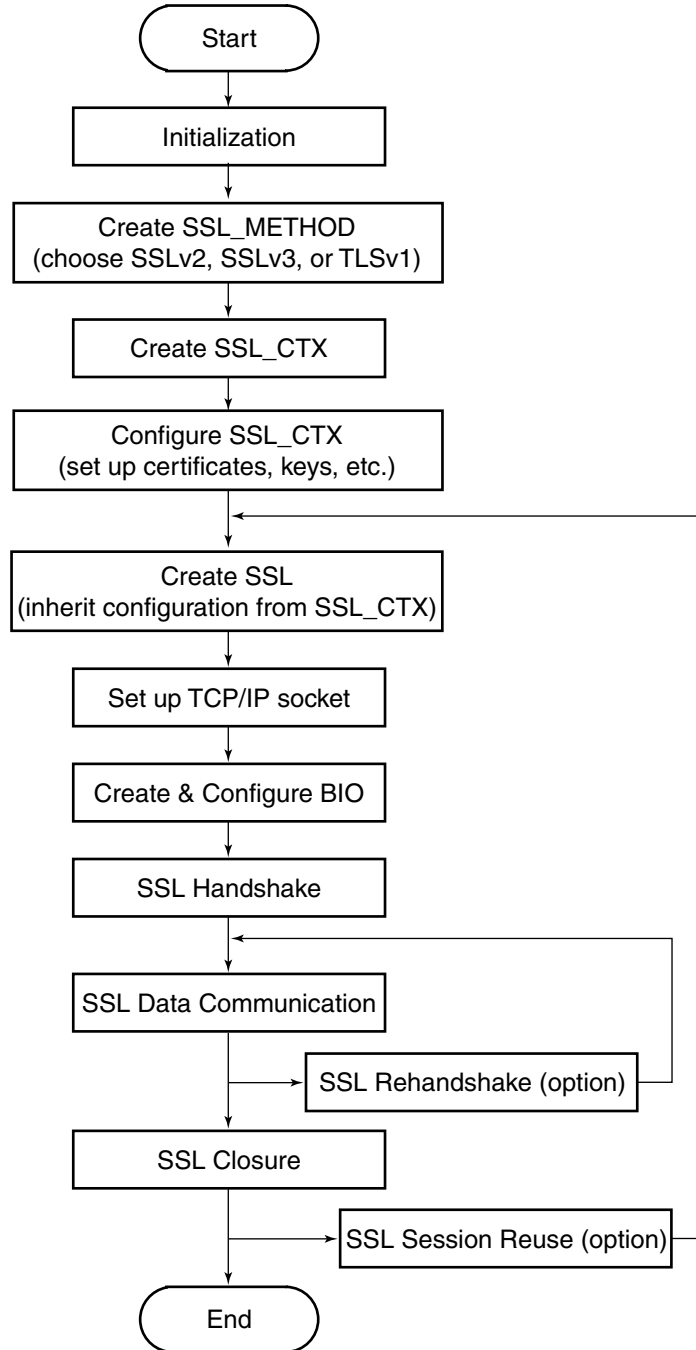 Start
Initialization
Create SSL_METHOD
(choose SSLv2, SSLv3, or TLSv1)
Create SSL_CTX
Configure SSL_CTX
(set up certificates, keys, etc.)
Create SSL
(inherit configuration from SSL_CTX)
Set up TCP/IP socket
Create & Configure BIO
SSL Handshake
SSL Data Communication
SSL Rehandshake (option)
SSL Closure
SSL Session Reuse (option)
End